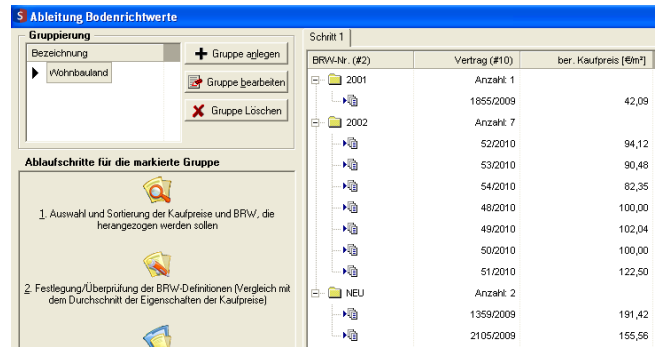 Ableitung Bodenrichtwerte
Gruppierung
Bezeichnung
Wohnbauland
Gruppe anlegen
Gruppe bearbeiten
Gruppe Löschen
Ablaufschritte für die markierte Gruppe
1. Auswahl und Sortierung der Kaufpreise und BRW, die
herangezogen werden sollen
2. Festlegung/Überprüfung der BRW-Definitionen (Vergleich mit
dem Durchschnitt der Eigenschaften der Kaufpreise)
Schritt 1
BRW-Nr. (#2) Vertrag (#10) ber. Kaufpreis [€/m²]
2001 Anzahl: 1
1855/2009 42,09
2002 Anzahl: 7
52/2010 94,12
53/2010 90,48
54/2010 82,35
48/2010 100,00
49/2010 102,04
50/2010 100,00
51/2010 122,50
NEU Anzahl: 2
1359/2009 191,42
2105/2009 155,56